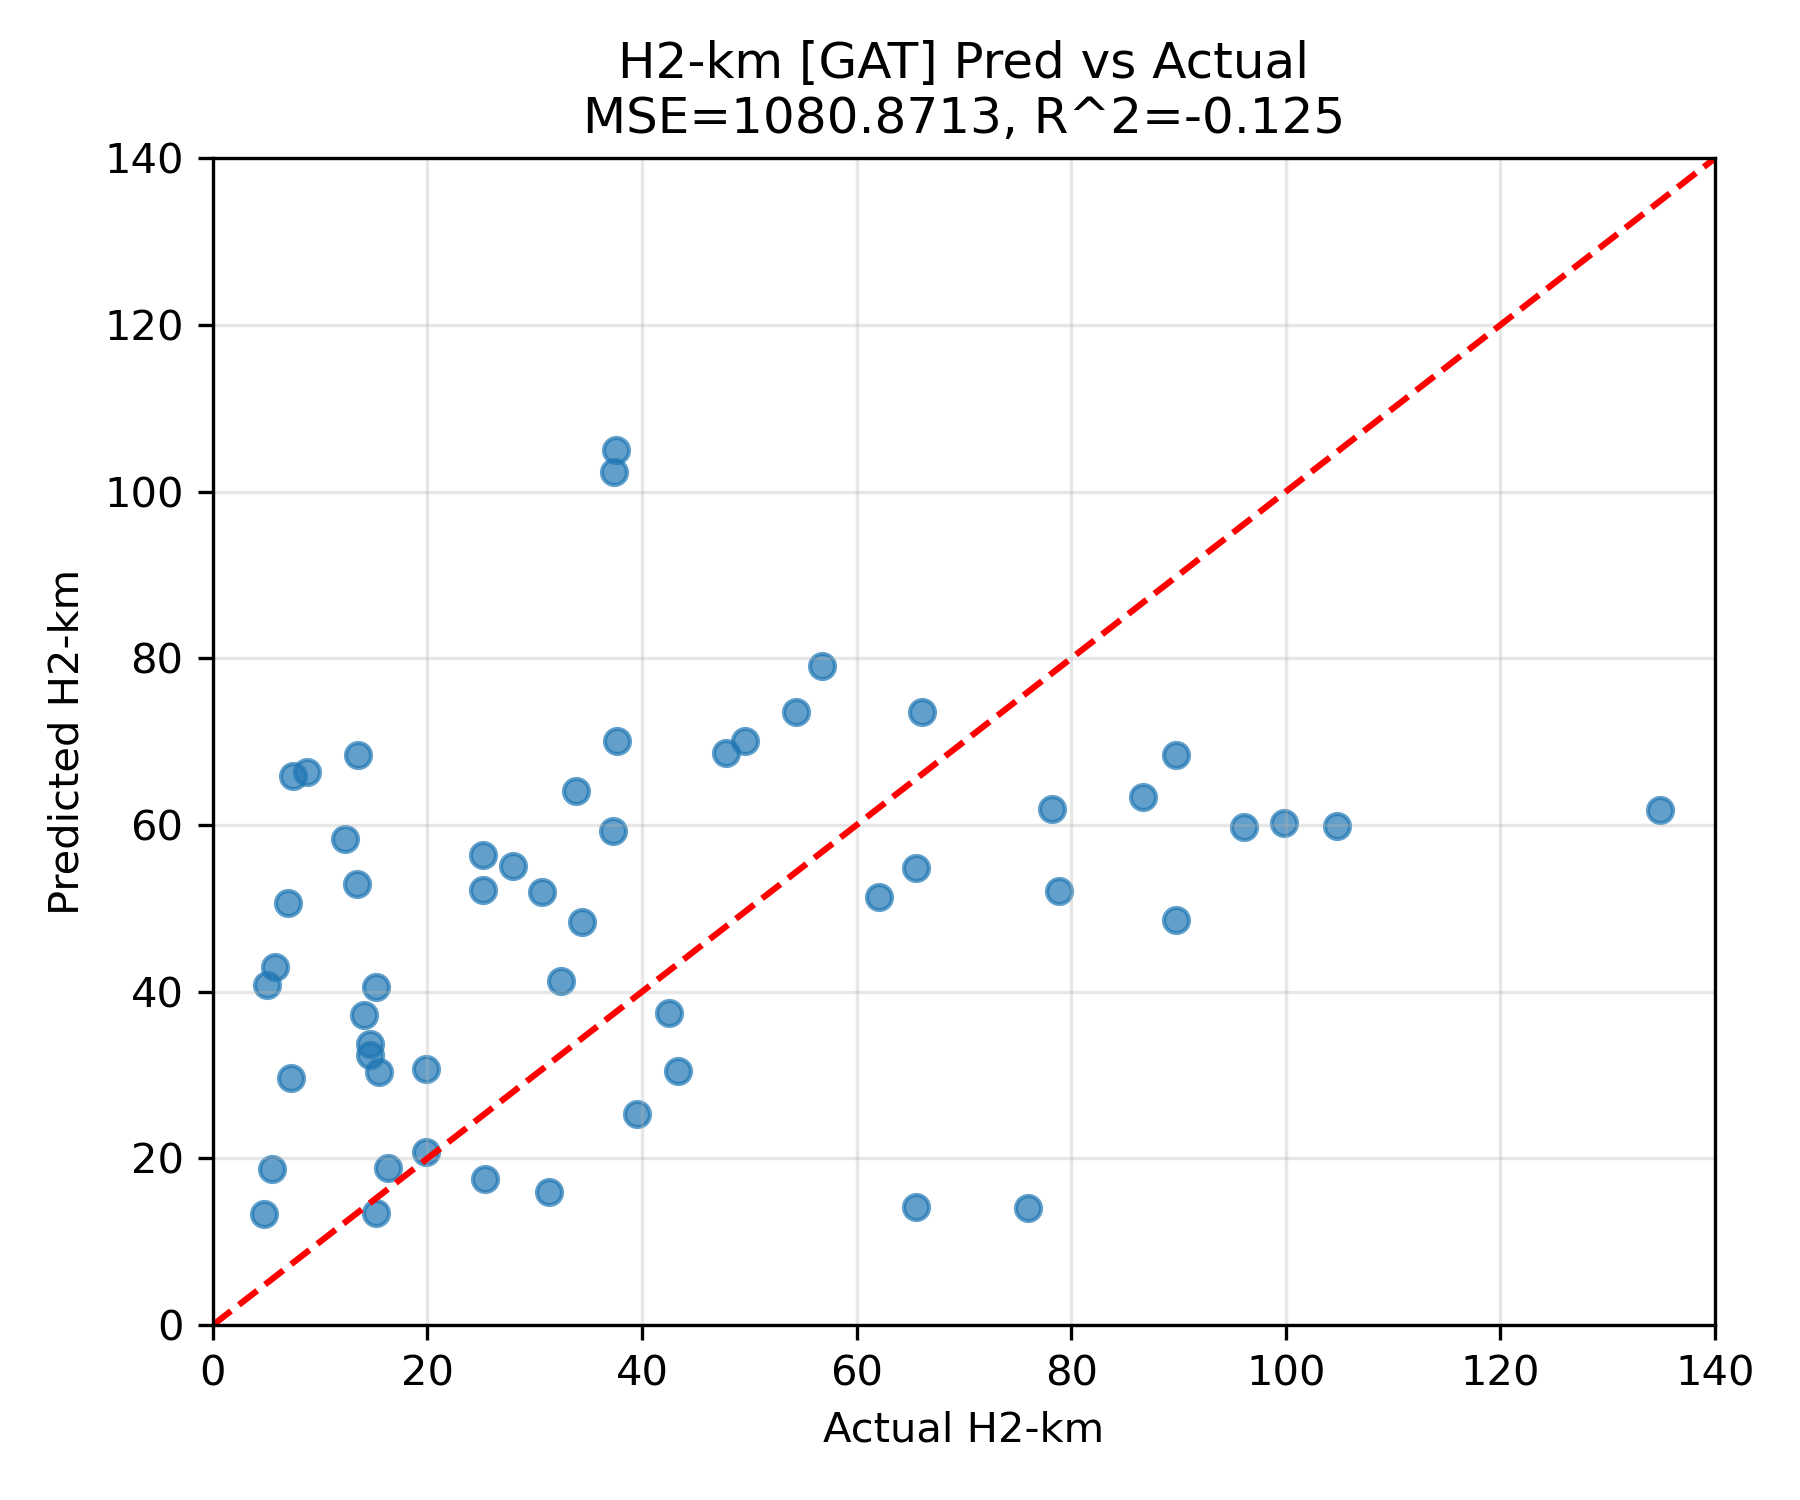 H2-km [GAT] Pred vs Actual
MSE=1080.8713, R^2=-0.125
140
120
100
80
60
40
20
0
Predicted H2-km
0 20 40 60 80 100 120 140
Actual H2-km